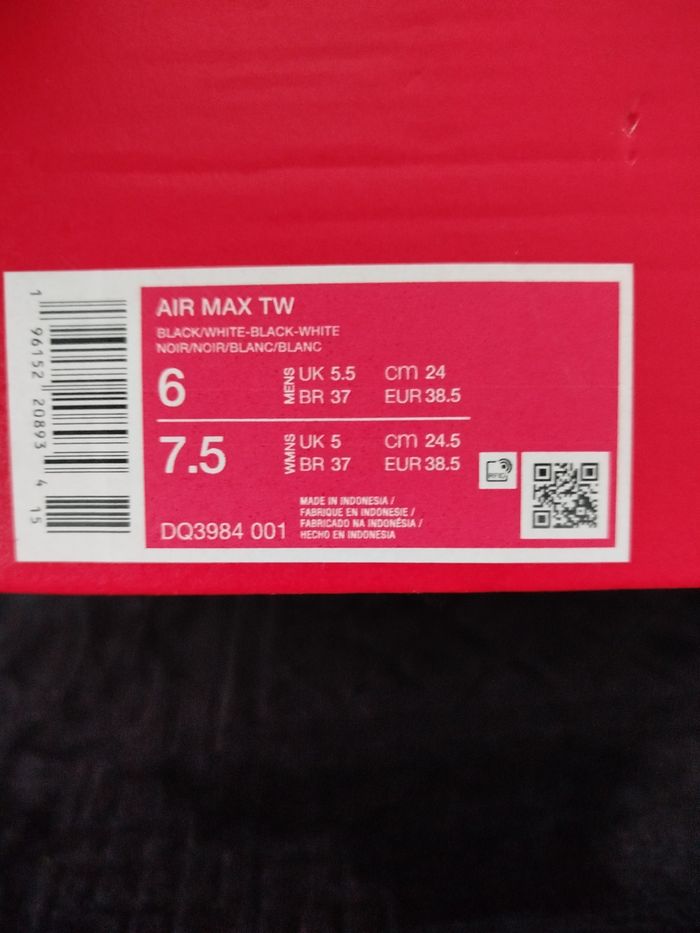 AIR MAX TW
BLACK/WHITE-BLACK-WHITE
NOIR/NOIR/BLANC/BLANC
6 MENS UK 5.5 cm 24
BR 37 EUR 38.5
7.5 WMNS UK 5 cm 24.5
BR 37 EUR 38.5
RFID
MADE IN INDONESIA /
FABRIQUE EN INDONESIE /
FABRICADO NA INDONÉSIA /
HECHO EN INDONESIA
DQ3984 001
1 96152 20893 4 15